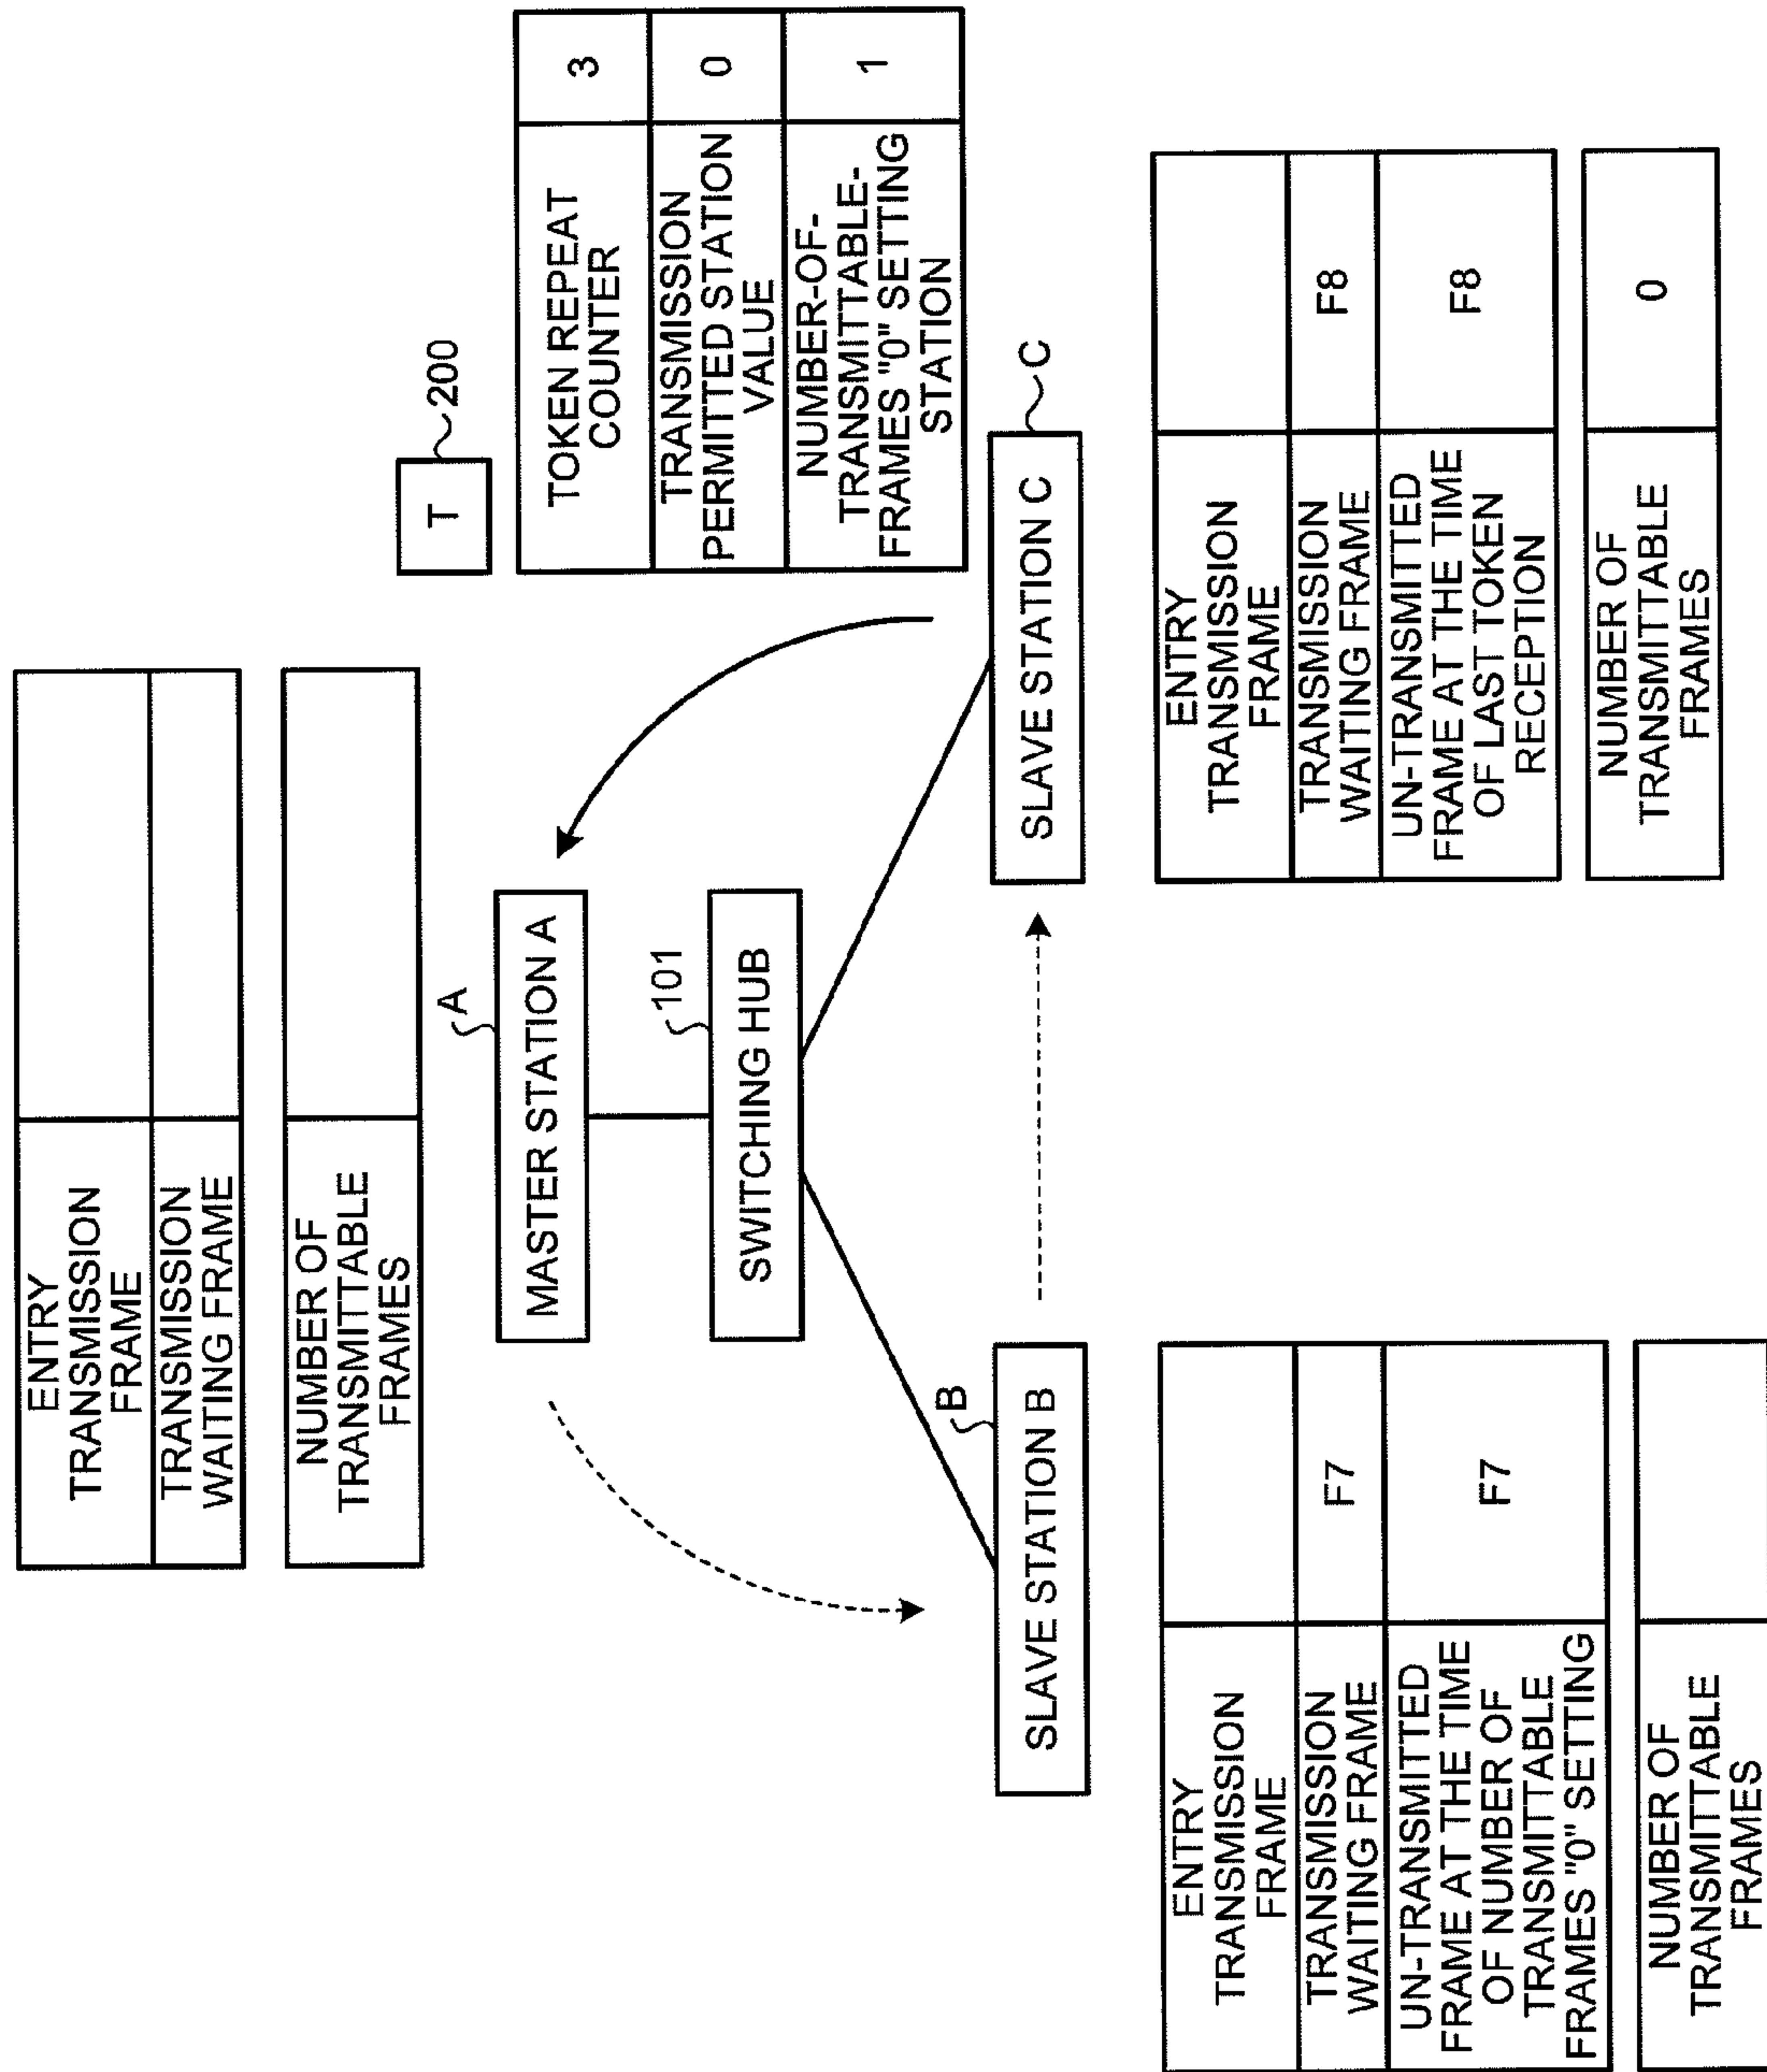 ENTRY
TRANSMISSION
FRAME
TRANSMISSION
WAITING FRAME
NUMBER OF
TRANSMITTABLE
FRAMES
T
200
TOKEN REPEAT
COUNTER
3
TRANSMISSION
PERMITTED STATION
VALUE
0
NUMBER-OF-
TRANSMITTABLE-
FRAMES "0" SETTING
STATION
1
A
MASTER STATION A
101
SWITCHING HUB
B
SLAVE STATION B
SLAVE STATION C
C
ENTRY
TRANSMISSION
FRAME
TRANSMISSION
WAITING FRAME
F7
UN-TRANSMITTED
FRAME AT THE TIME
OF NUMBER OF
TRANSMITTABLE
FRAMES "0" SETTING
F7
NUMBER OF
TRANSMITTABLE
FRAMES
ENTRY
TRANSMISSION
FRAME
TRANSMISSION
WAITING FRAME
F8
UN-TRANSMITTED
FRAME AT THE TIME
OF LAST TOKEN
RECEPTION
F8
NUMBER OF
TRANSMITTABLE
FRAMES
0